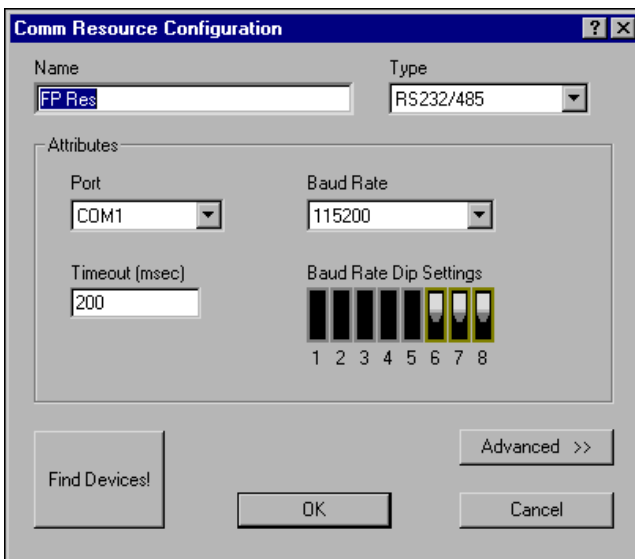 Comm Resource Configuration
Name
Type
FP Res
RS232/485
Attributes
Port
Baud Rate
COM1
115200
Timeout (msec)
Baud Rate Dip Settings
200
1 2 3 4 5 6 7 8
Find Devices!
Advanced >>
OK
Cancel